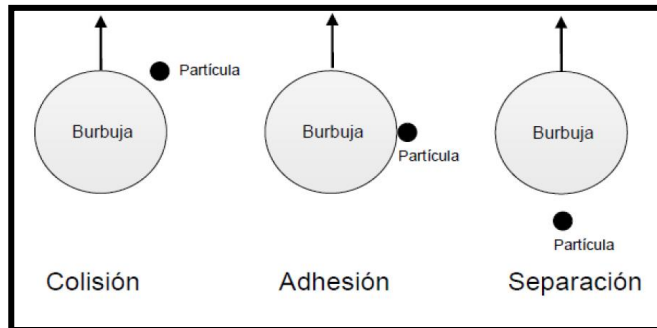 Partícula
Burbuja
Colisión
Burbuja
Partícula
Adhesión
Burbuja
Partícula
Separación